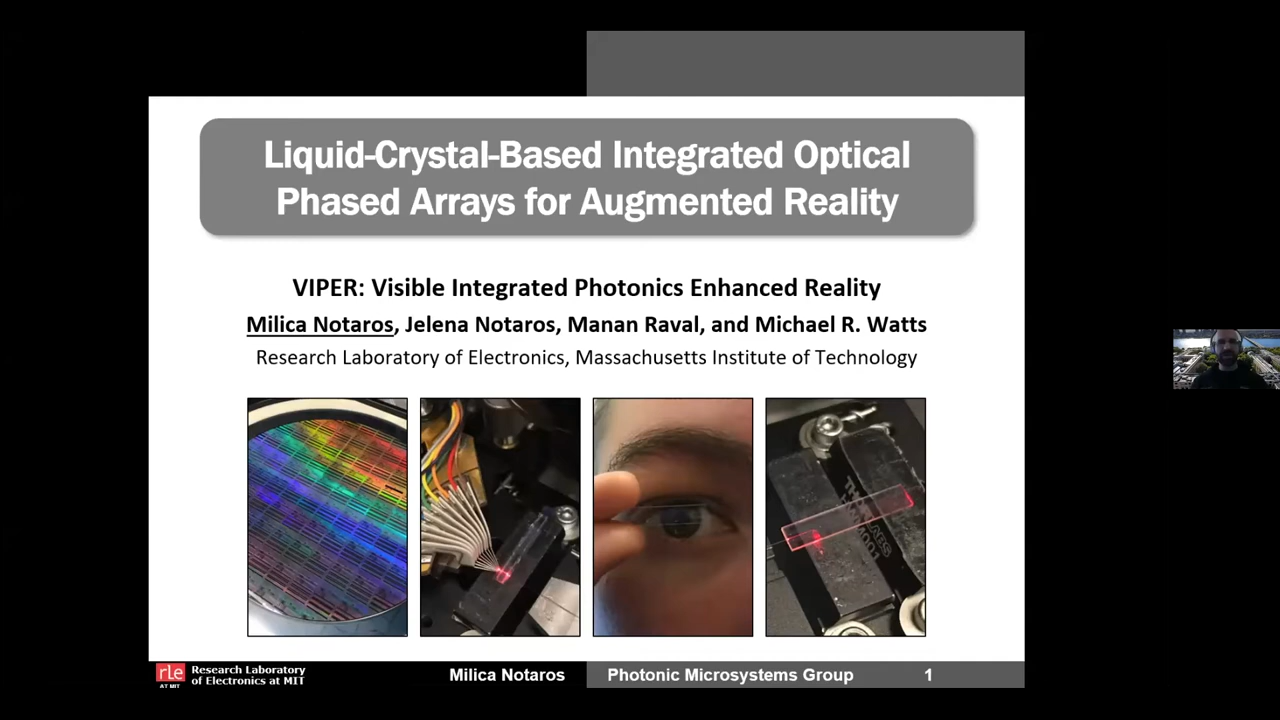 Liquid-Crystal-Based Integrated Optical
Phased Arrays for Augmented Reality
VIPER: Visible Integrated Photonics Enhanced Reality
Milica Notaros, Jelena Notaros, Manan Raval, and Michael R. Watts
Research Laboratory of Electronics, Massachusetts Institute of Technology
rle
AT MIT
Research Laboratory
of Electronics at MIT
Milica Notaros
Photonic Microsystems Group
1